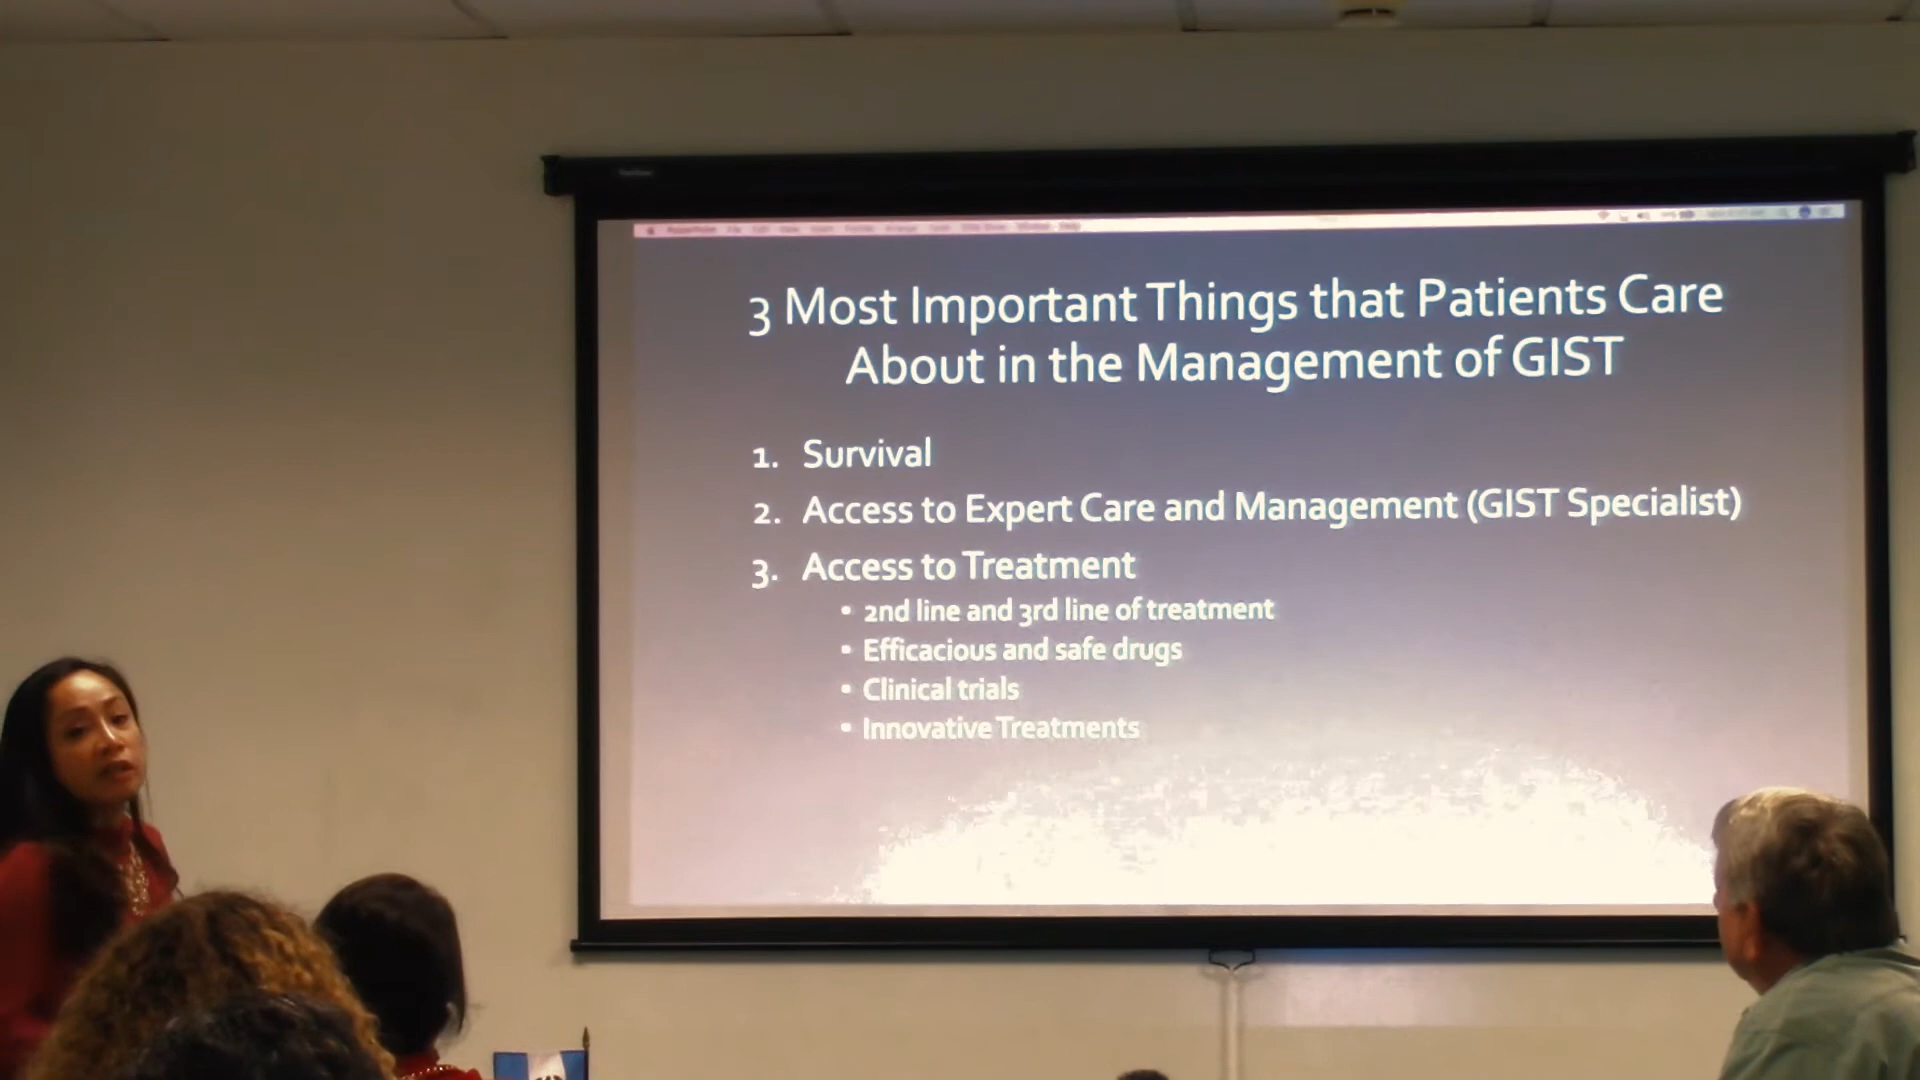 3 Most Important Things that Patients Care
About in the Management of GIST
1. Survival
2. Access to Expert Care and Management (GIST Specialist)
3. Access to Treatment
• 2nd line and 3rd line of treatment
• Efficacious and safe drugs
• Clinical trials
• Innovative Treatments